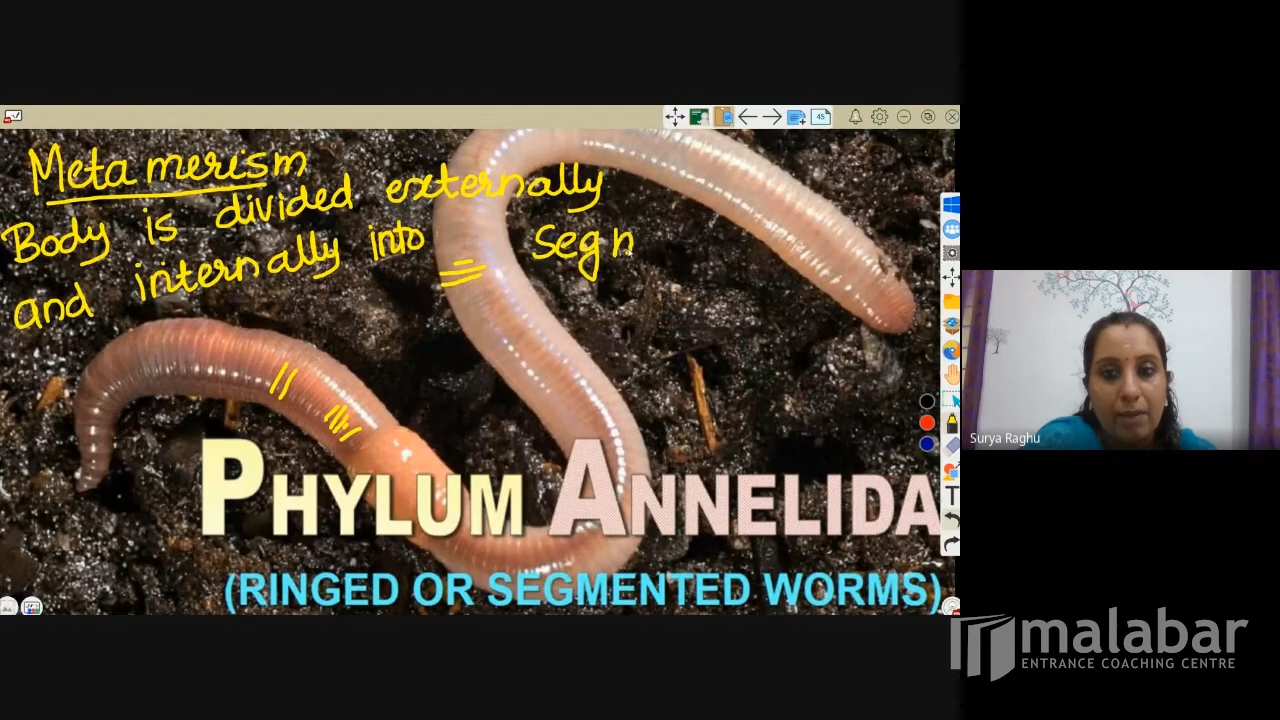 45
Metamerism
Body is divided externally
and internally into Segn
PHYLUM ANNELIDA
(RINGED OR SEGMENTED WORMS)
T
Surya Raghu
malabar
ENTRANCE COACHING CENTRE